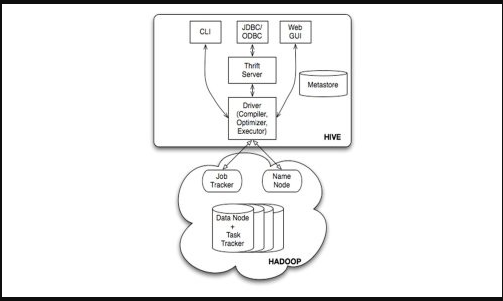 CLI
JDBC/
ODBC
Web
GUI
Thrift
Server
Metastore
Driver
(Compiler,
Optimizer,
Executor)
HIVE
Job
Tracker
Name
Node
Data Node
+
Task
Tracker
HADOOP